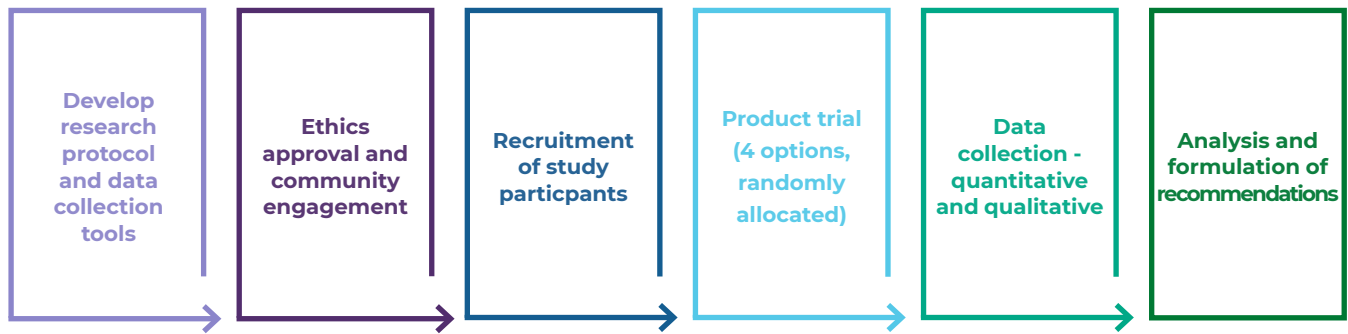 Develop
research
protocol
and data
collection
tools
Ethics
approval and
community
engagement
Recruitment
of study
particpants
Product trial
(4 options,
randomly
allocated)
Data
collection -
quantitative
and qualitative
Analysis and
formulation of
recommendations